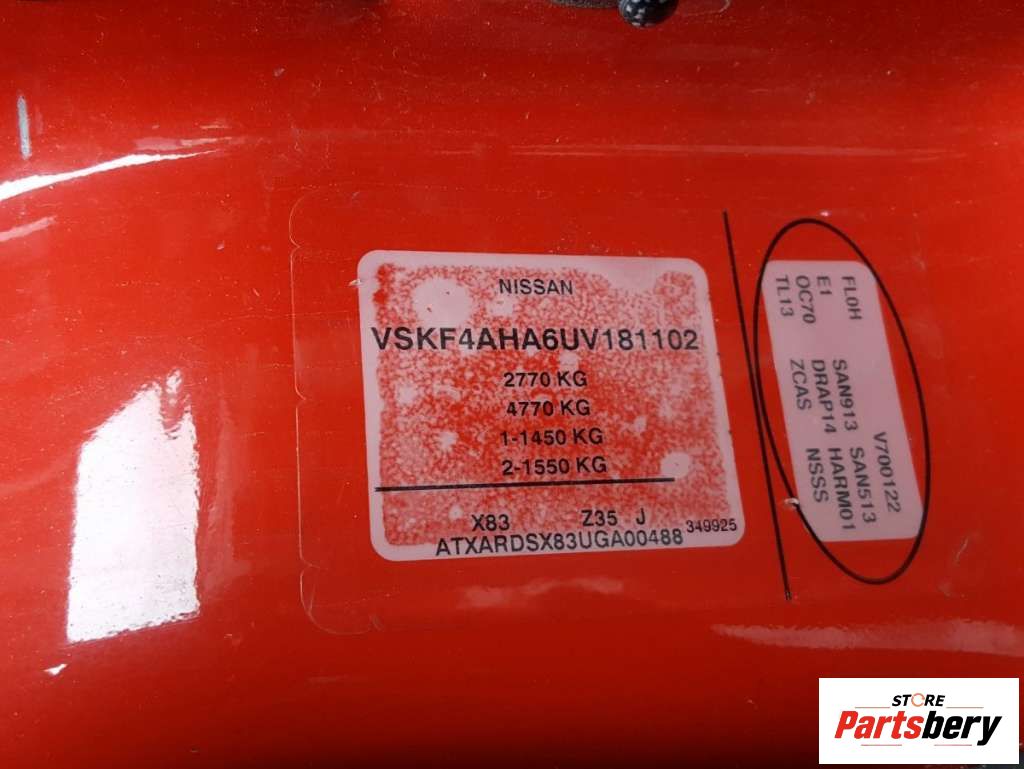 NISSAN
VSKF4AHA6UV181102
2770 KG
4770 KG
1-1450 KG
2-1550 KG
X83 Z35 J
ATXARDSX83UGA00488 349925
V700122
FL0H SAN913 SAN513
E1 DRAP14 HARM01
OC70 ZCAS NSSS
TL13
STORE
Partsbery